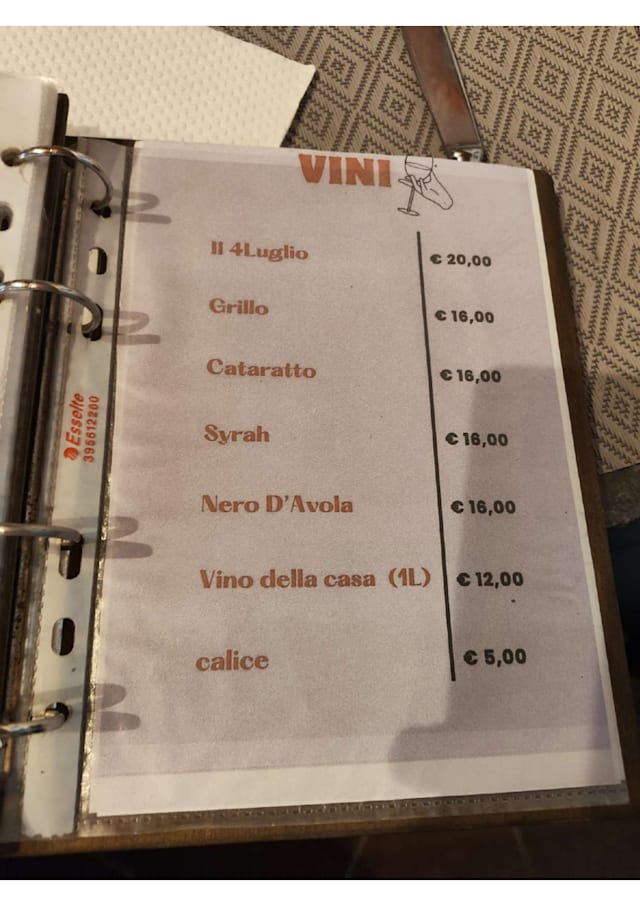 VINI
Il 4Luglio € 20,00
Grillo € 16,00
Cataratto € 16,00
Syrah € 16,00
Nero D'Avola € 16,00
Vino della casa (1L) € 12,00
calice € 5,00
Esselte
395612200